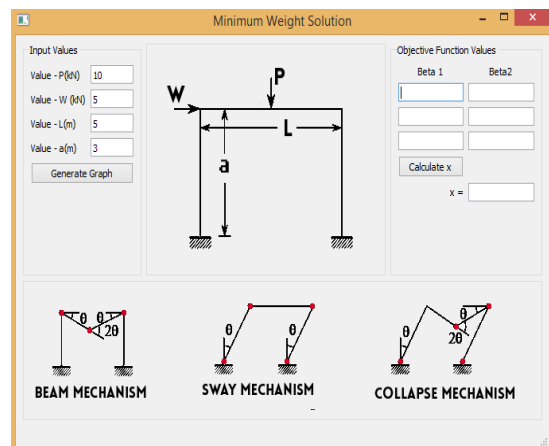 Minimum Weight Solution
Input Values
Value - P(kN) 10
Value - W (kN) 5
Value - L(m) 5
Value - a(m) 3
Generate Graph
W
P
L
a
Objective Function Values
Beta 1 Beta2
Calculate x
x =
θ θ
2θ
BEAM MECHANISM
θ θ
SWAY MECHANISM
θ θ
2θ
COLLAPSE MECHANISM